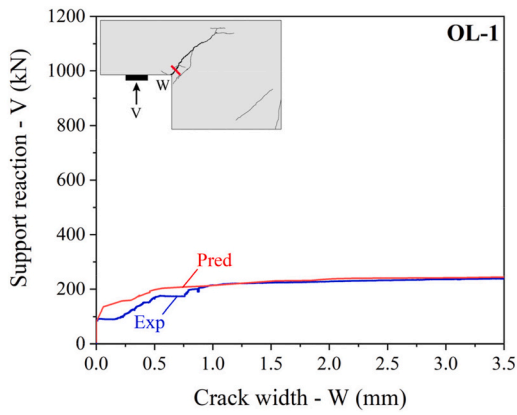 OL-1
1200
1000
800
600
400
200
0
W
V
Pred
Exp
0.0 0.5 1.0 1.5 2.0 2.5 3.0 3.5
Support reaction - V (kN)
Crack width - W (mm)